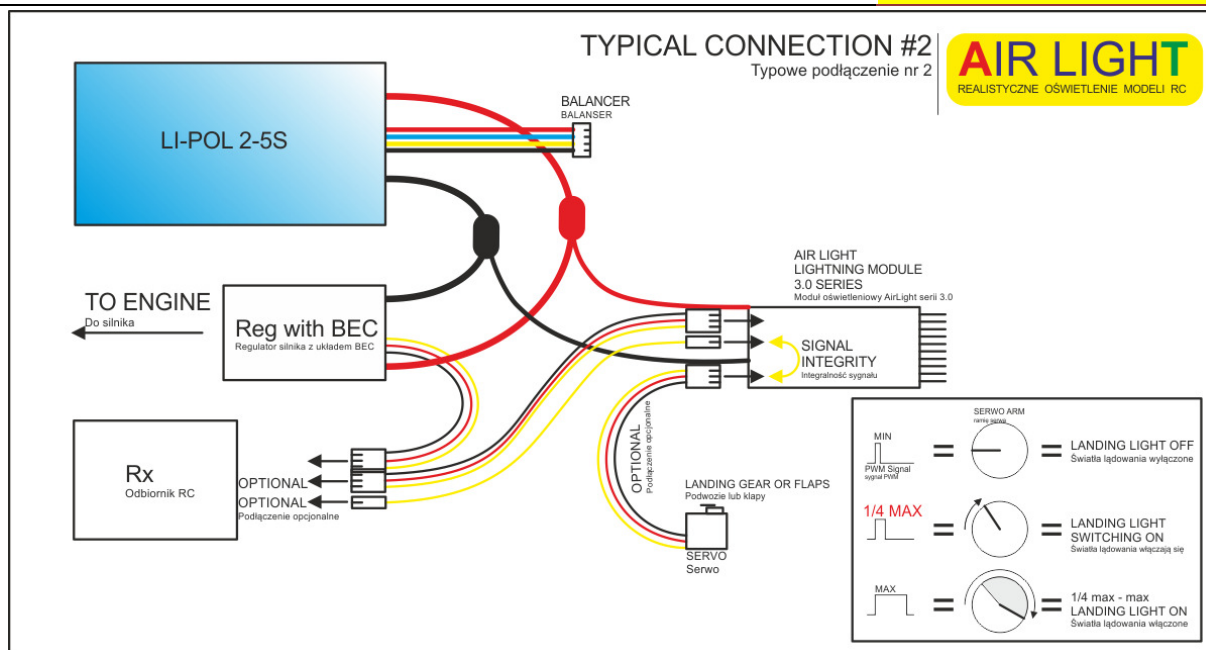 TYPICAL CONNECTION #2
Typowe podłączenie nr 2
AIR LIGHT
REALISTYCZNE OŚWIETLENIE MODELI RC
LI-POL 2-5S
BALANCER
BALANSER
TO ENGINE
Do silnika
Reg with BEC
Regulator silnika z układem BEC
AIR LIGHT
LIGHTNING MODULE
3.0 SERIES
Moduł oświetleniowy AirLight serii 3.0
SIGNAL
INTEGRITY
Integralność sygnału
Rx
Odbiornik RC
OPTIONAL
OPTIONAL
Podłączenie opcjonalne
OPTIONAL
Podłączenie opcjonalne
LANDING GEAR OR FLAPS
Podwozie lub klapy
SERVO
Serwo
SERWO ARM
ramię serwa
MIN
PWM Signal
sygnał PWM
=
=
LANDING LIGHT OFF
Światła lądowania wyłączone
1/4 MAX
=
=
LANDING LIGHT
SWITCHING ON
Światła lądowania włączają się
MAX
=
=
1/4 max - max
LANDING LIGHT ON
Światła lądowania włączone